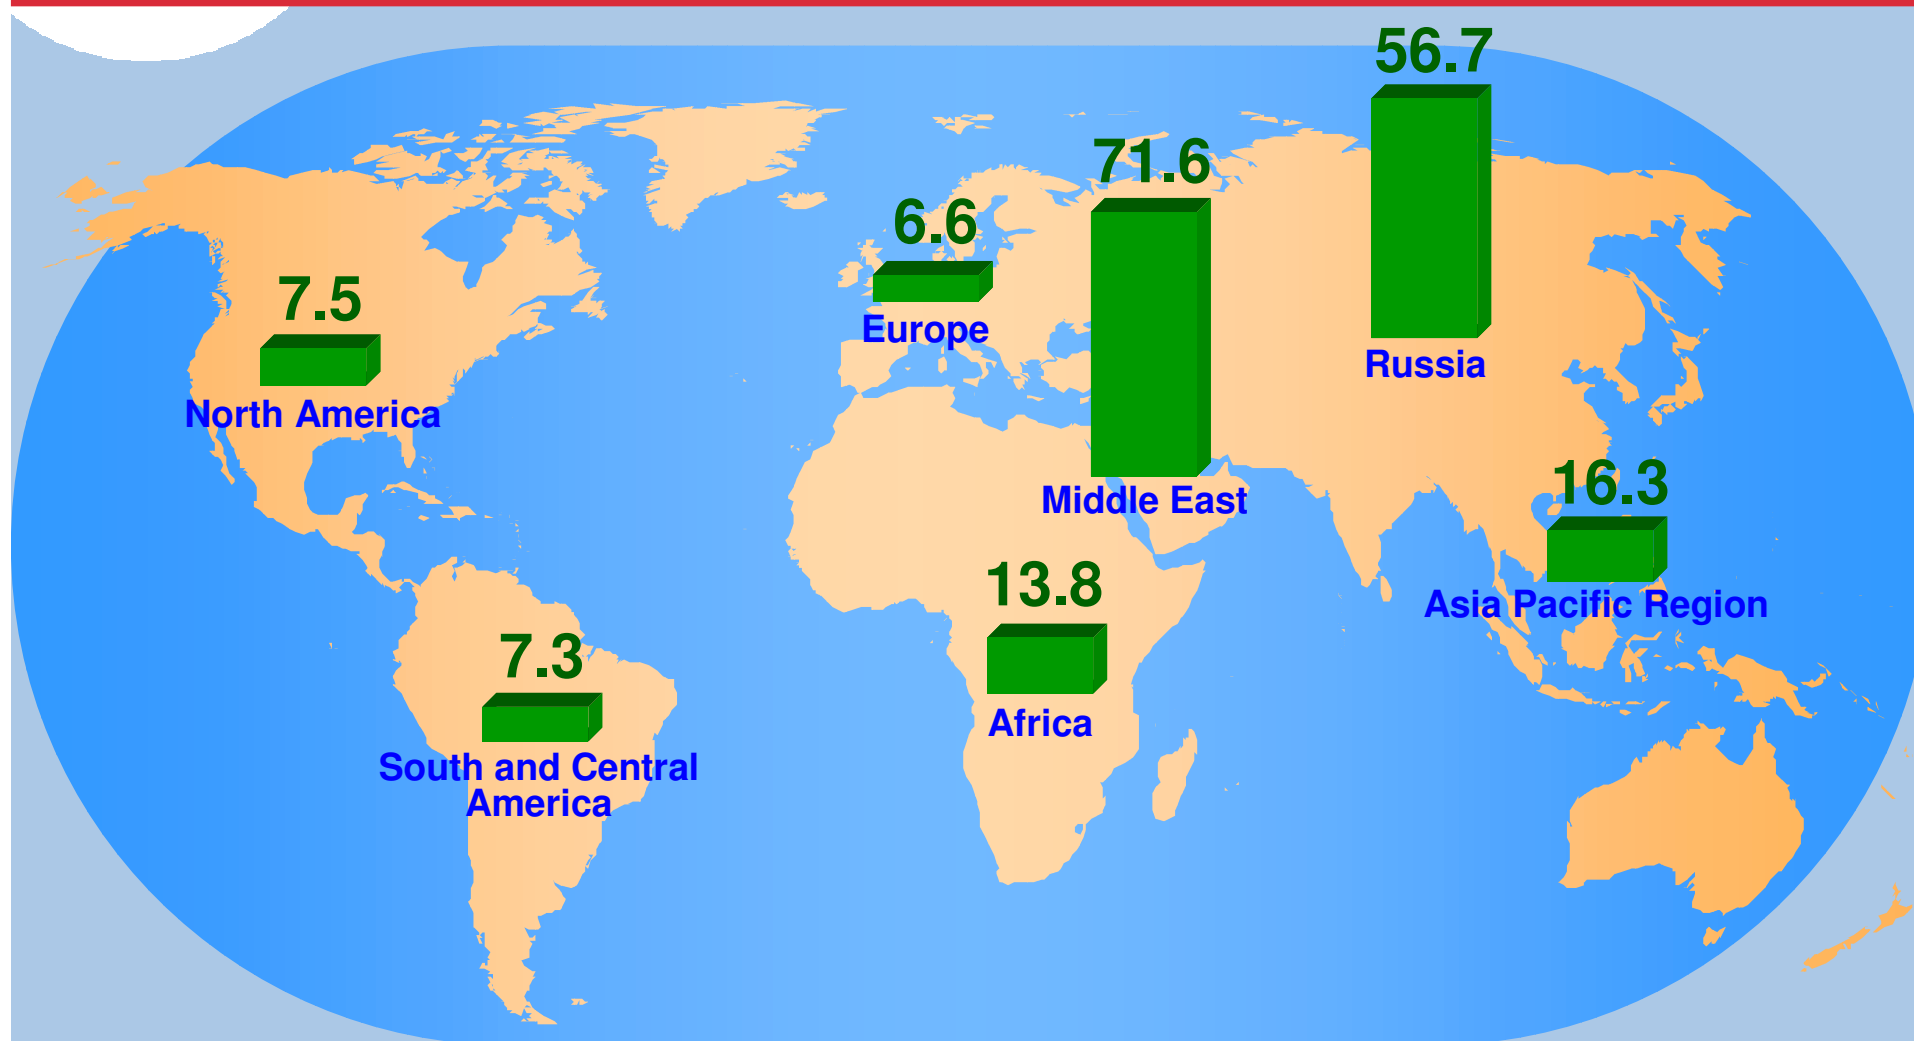 56.7
Russia
71.6
Middle East
6.6
Europe
7.5
North America
16.3
Asia Pacific Region
13.8
Africa
7.3
South and Central
America